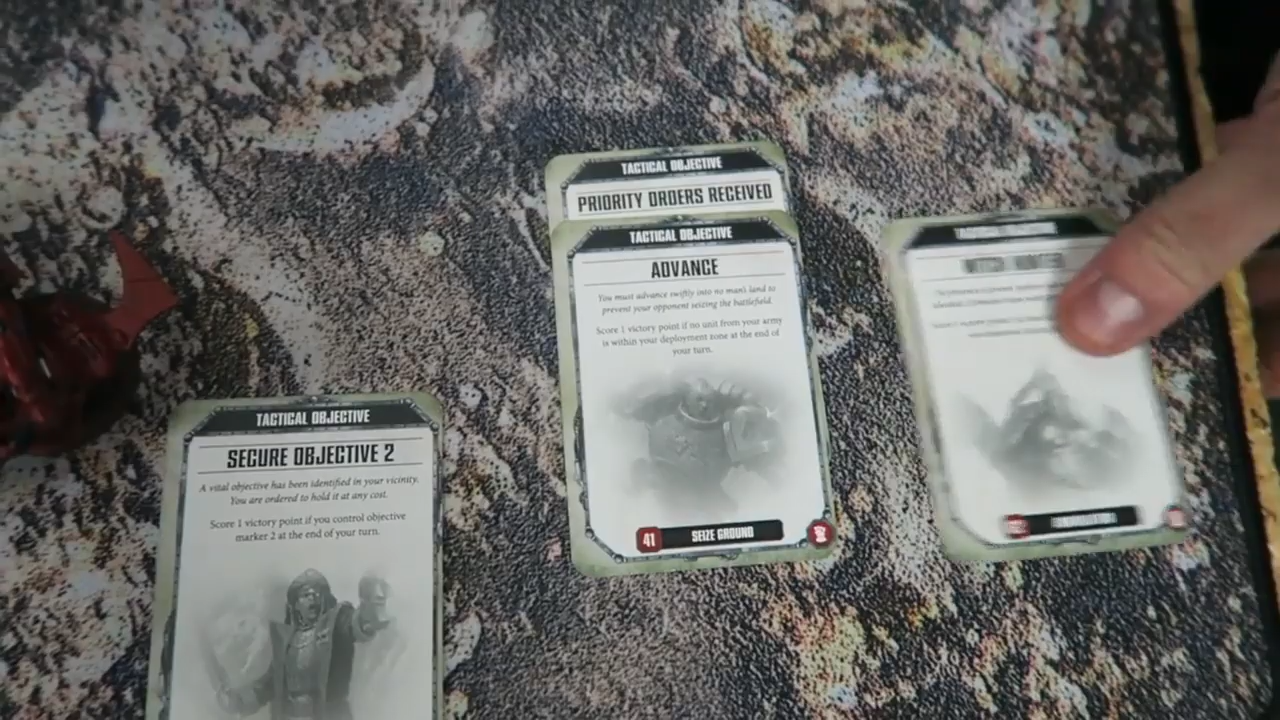 TACTICAL OBJECTIVE
PRIORITY ORDERS RECEIVED
TACTICAL OBJECTIVE
ADVANCE
You must advance swiftly into no man's land to
prevent your opponent seizing the battlefield.
Score 1 victory point if no unit from your army
is within your deployment zone at the end of
your turn.
41
SEIZE GROUND
TACTICAL OBJECTIVE
WITCH HUNTER
TACTICAL OBJECTIVE
SECURE OBJECTIVE 2
A vital objective has been identified in your vicinity.
You are ordered to hold it at any cost.
Score 1 victory point if you control objective
marker 2 at the end of your turn.